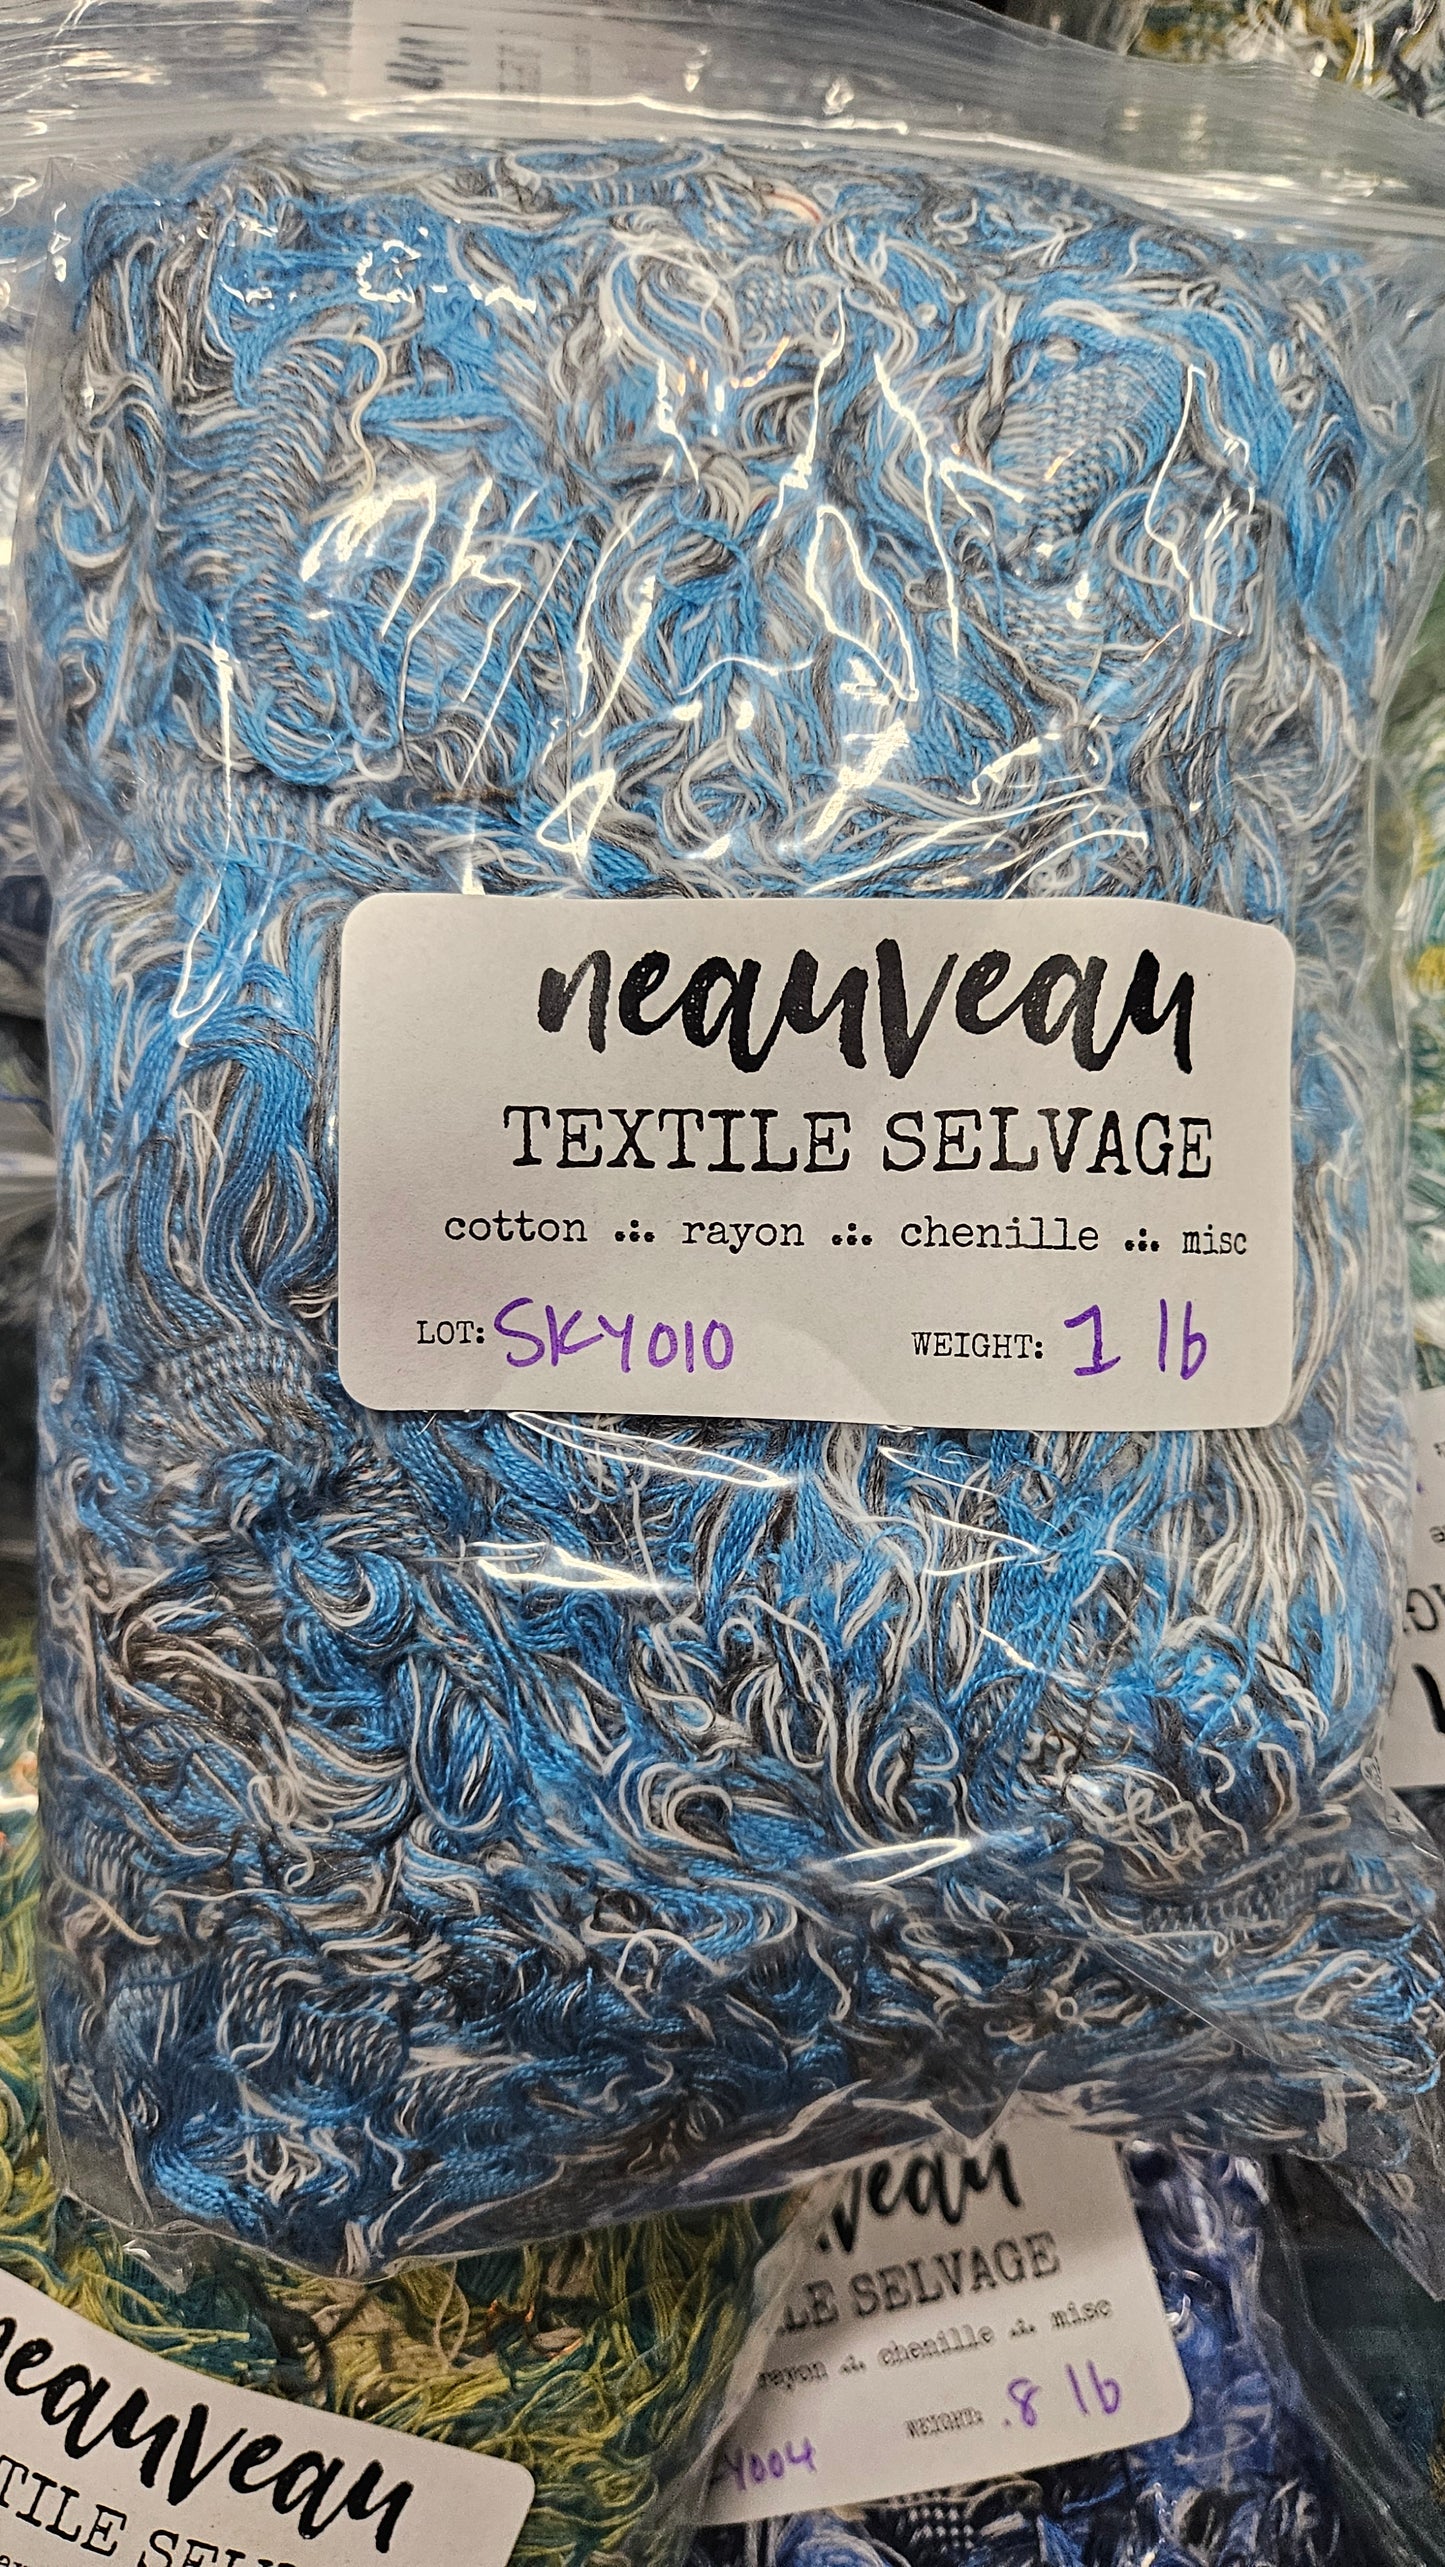 neauveau
TEXTILE SELVAGE
cotton .:. rayon .:. chenille .:. misc
LOT: SKY010 WEIGHT: 1 lb
SELVAGE
rayon .:. chenille .:. misc
WEIGHT: .8 lb
Y004
neauveau